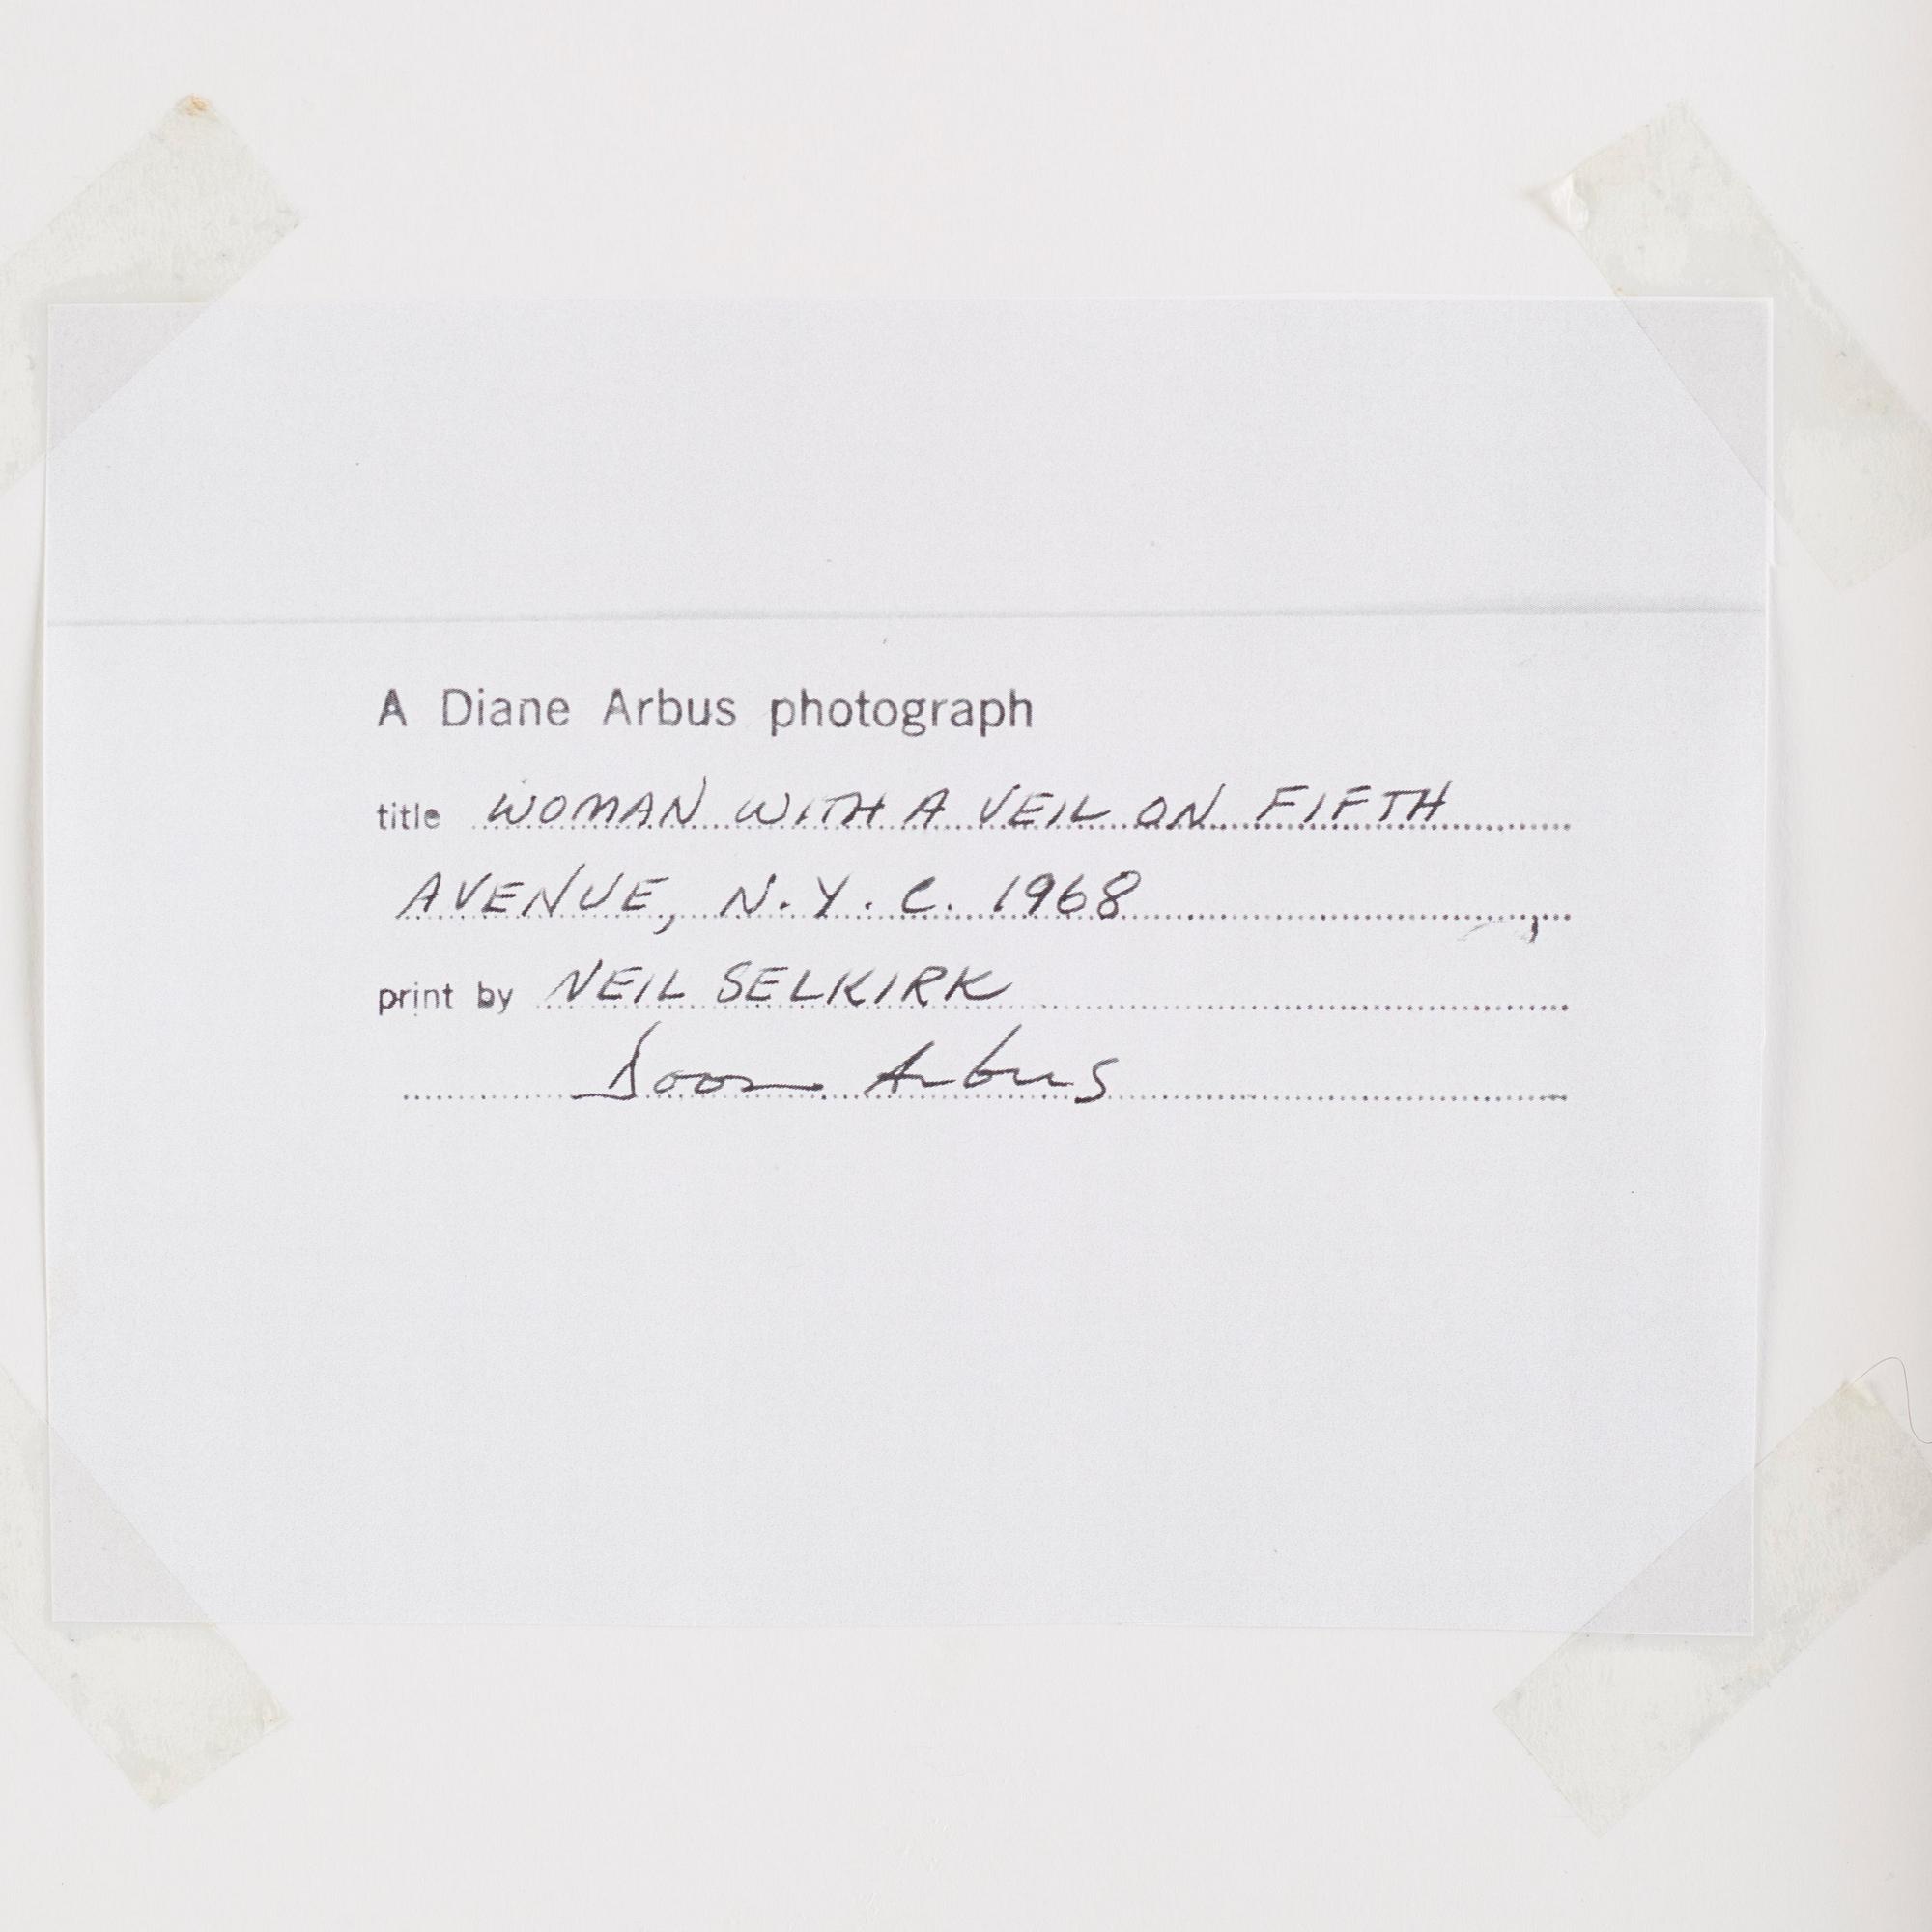 A Diane Arbus photograph
title WOMAN WITH A VEIL ON FIFTH
AVENUE, N.Y.C. 1968
print by NEIL SELKIRK
Doon Arbus